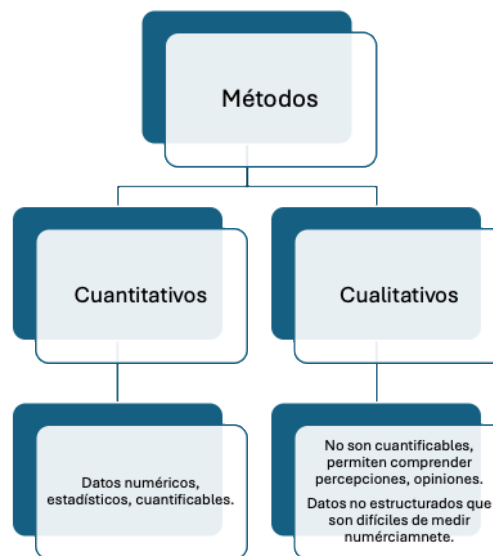 Métodos
Cuantitativos
Cualitativos
Datos numéricos,
estadísticos, cuantificables.
No son cuantificables,
permiten comprender
percepciones, opiniones.
Datos no estructurados que
son difíciles de medir
numérciamnete.